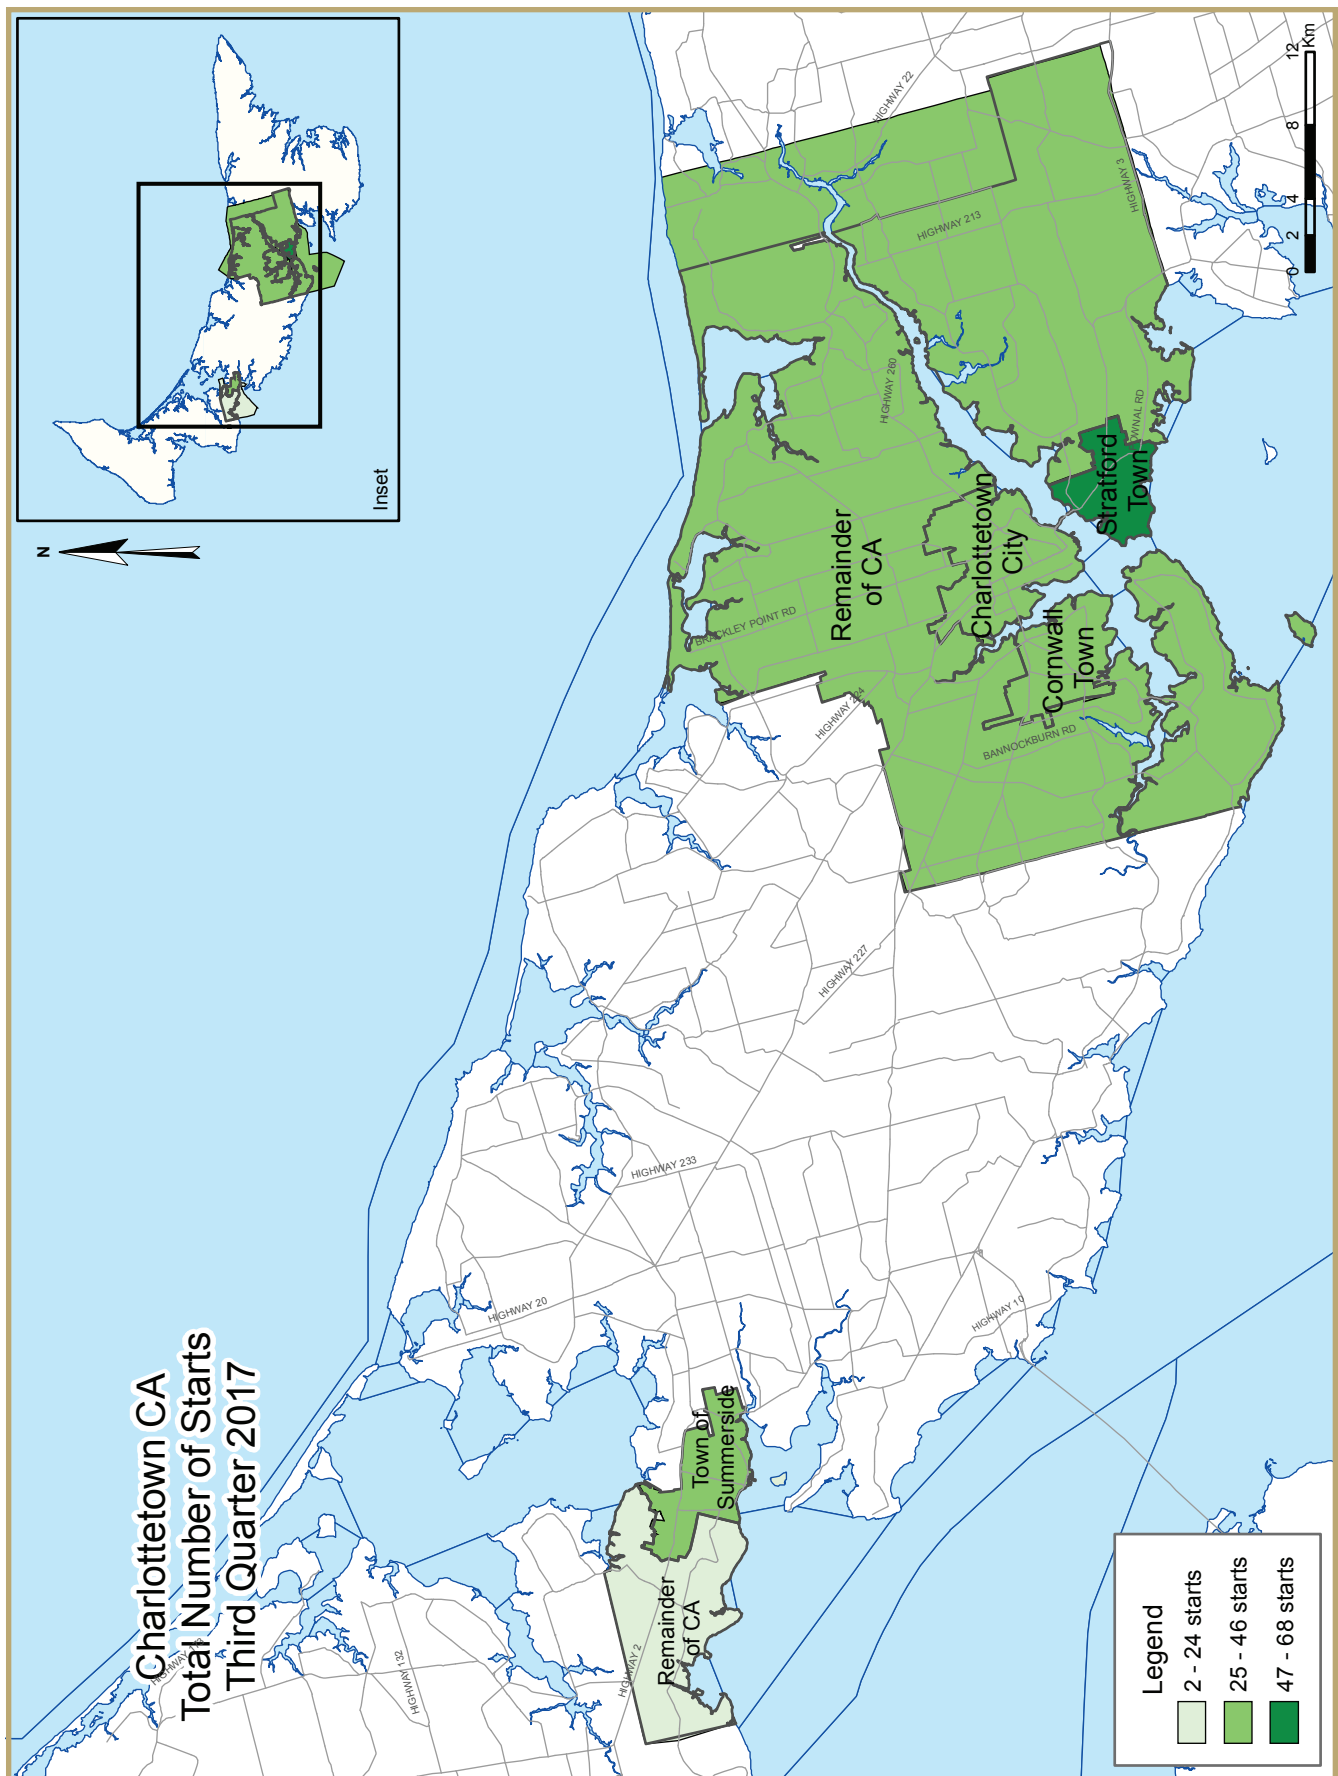 Charlottetown CA
Total Number of Starts
Third Quarter 2017
N
Inset
HIGHWAY 132
HIGHWAY 2
HIGHWAY 20
HIGHWAY 233
HIGHWAY 10
HIGHWAY 227
HIGHWAY 224
BRACKLEY POINT RD
BANNOCKBURN RD
HIGHWAY 260
HIGHWAY 213
HIGHWAY 22
HIGHWAY 3
Remainder
of CA
Town of
Summerside
Remainder
of CA
Charlottetown
City
Cornwall
Town
Stratford
Town
Legend
2 - 24 starts
25 - 46 starts
47 - 68 starts
0 2 4 8 12
Km